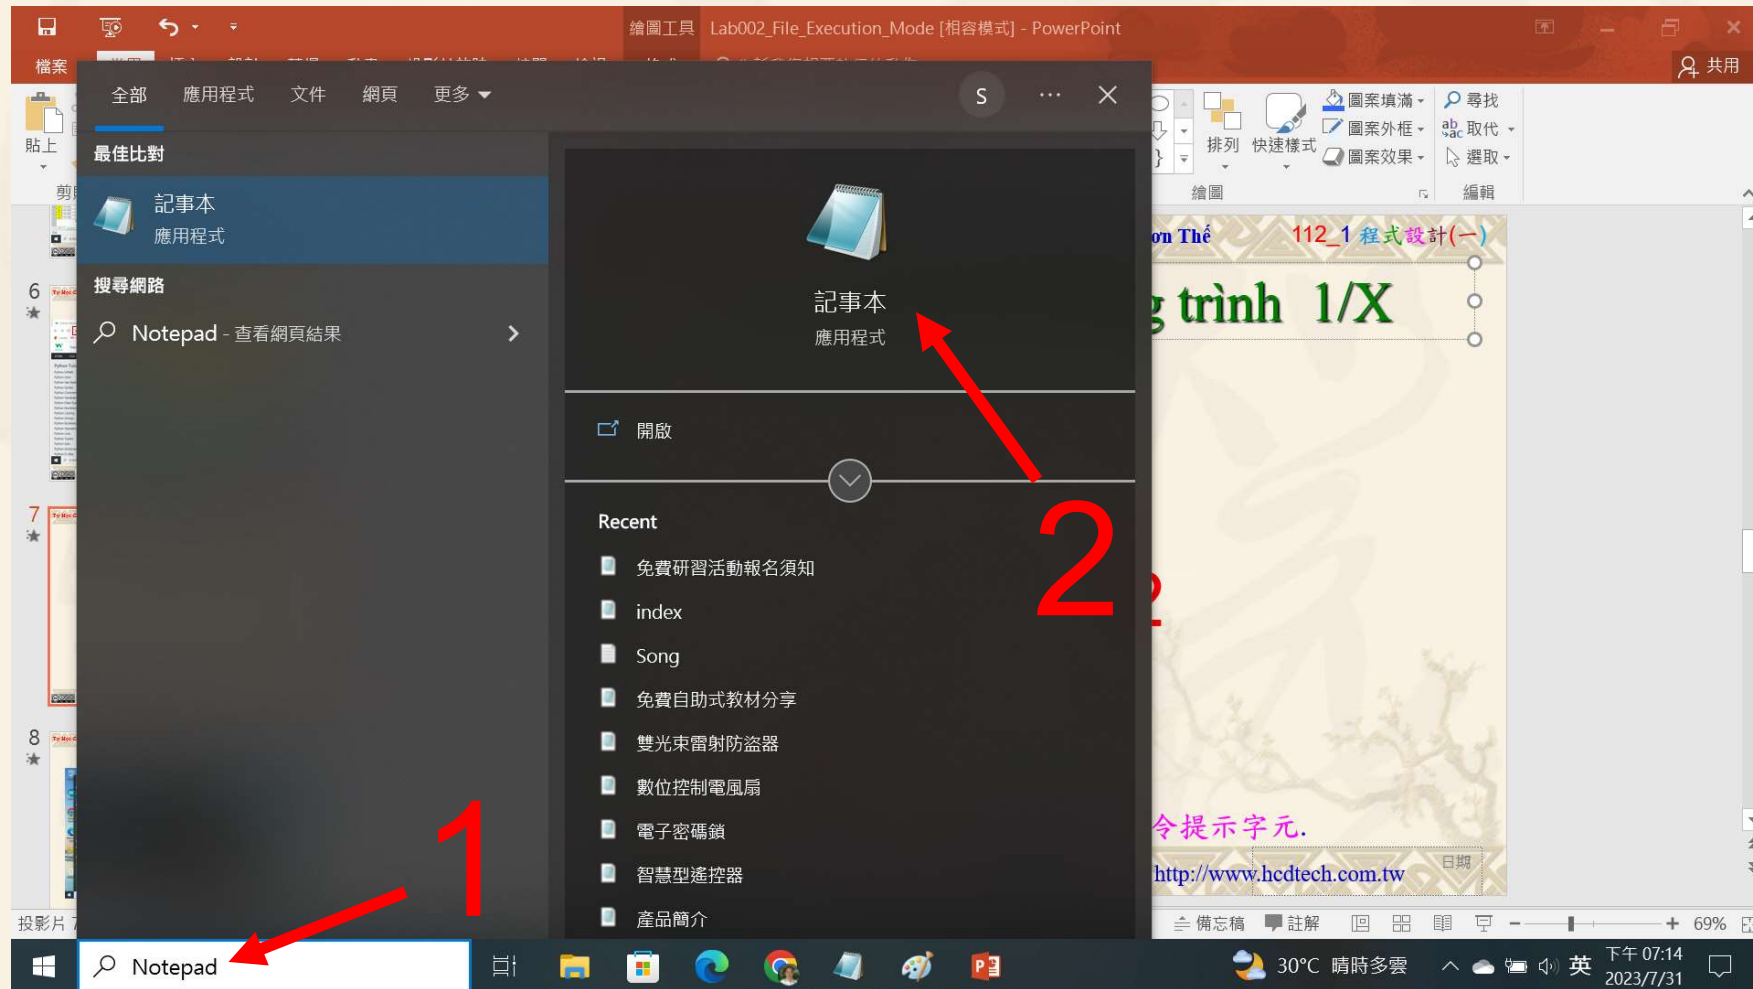 繪圖工具 Lab002_File_Execution_Mode [相容模式] - PowerPoint
檔案
共用
全部 應用程式 文件 網頁 更多
S
貼上
排列
快速樣式
圖案填滿
圖案外框
圖案效果
尋找
取代
選取
繪圖
編輯
最佳比對
記事本
應用程式
搜尋網路
Notepad - 查看網頁結果
記事本
應用程式
開啟
Recent
免費研習活動報名須知
index
Song
免費自助式教材分享
雙光束雷射防盜器
數位控制電風扇
電子密碼鎖
智慧型遙控器
產品簡介
1
2
6
7
8
ơn Thế
112_1 程式設計(一)
g trình 1/X
令提示字元.
http://www.hcdtech.com.tw
日期
投影片 7
備忘稿 註解
69%
Notepad
30°C 晴時多雲
英
下午 07:14
2023/7/31